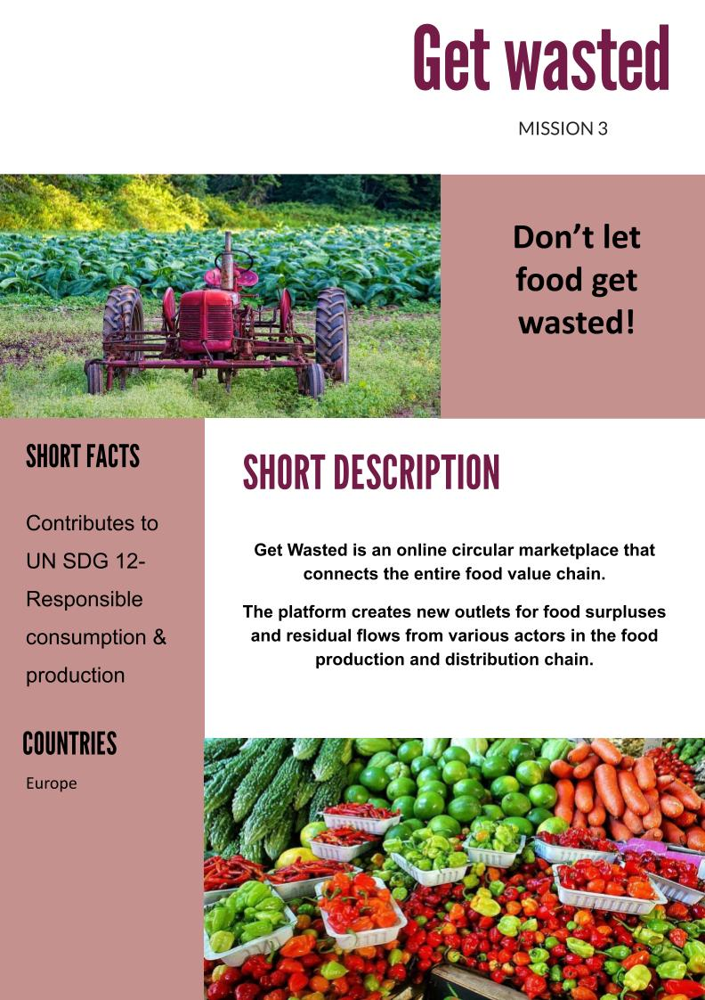 Get wasted
MISSION 3
Don’t let
food get
wasted!
SHORT FACTS
Contributes to
UN SDG 12-
Responsible
consumption &
production
COUNTRIES
Europe
SHORT DESCRIPTION
Get Wasted is an online circular marketplace that
connects the entire food value chain.
The platform creates new outlets for food surpluses
and residual flows from various actors in the food
production and distribution chain.